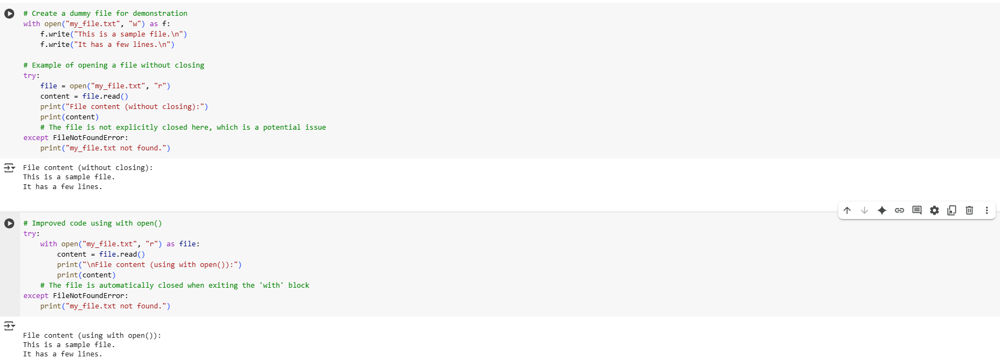 # Create a dummy file for demonstration
with open("my_file.txt", "w") as f:
    f.write("This is a sample file.\n")
    f.write("It has a few lines.\n")

# Example of opening a file without closing
try:
    file = open("my_file.txt", "r")
    content = file.read()
    print("File content (without closing):")
    print(content)
    # The file is not explicitly closed here, which is a potential issue
except FileNotFoundError:
    print("my_file.txt not found.")
File content (without closing):
This is a sample file.
It has a few lines.

# Improved code using with open()
try:
    with open("my_file.txt", "r") as file:
        content = file.read()
        print("\nFile content (using with open()):")
        print(content)
    # The file is automatically closed when exiting the 'with' block
except FileNotFoundError:
    print("my_file.txt not found.")

File content (using with open()):
This is a sample file.
It has a few lines.